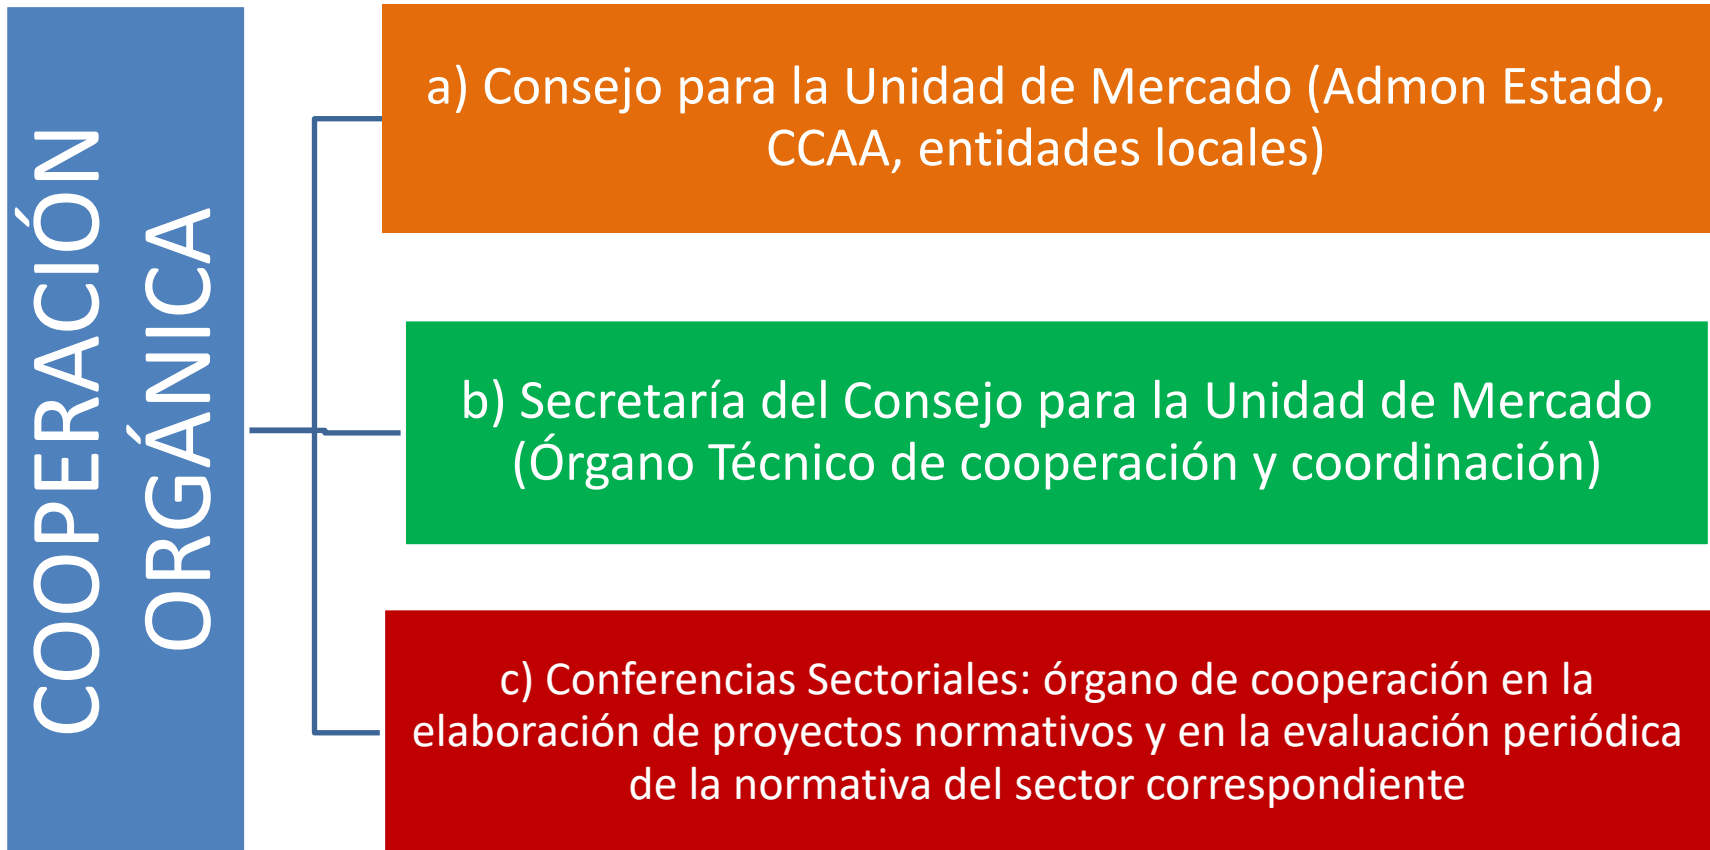 COOPERACIÓN
ORGÁNICA
a) Consejo para la Unidad de Mercado (Admon Estado,
CCAA, entidades locales)
b) Secretaría del Consejo para la Unidad de Mercado
(Órgano Técnico de cooperación y coordinación)
c) Conferencias Sectoriales: órgano de cooperación en la
elaboración de proyectos normativos y en la evaluación periódica
de la normativa del sector correspondiente